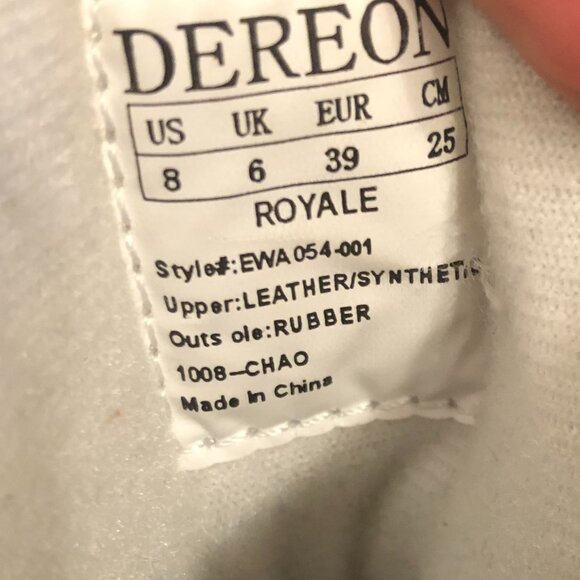 DEREON
US UK EUR CM
8 6 39 25
ROYALE
Style#:EWA054-001
Upper:LEATHER/SYNTHETIC
Outs ole:RUBBER
1008-CHAO
Made In China